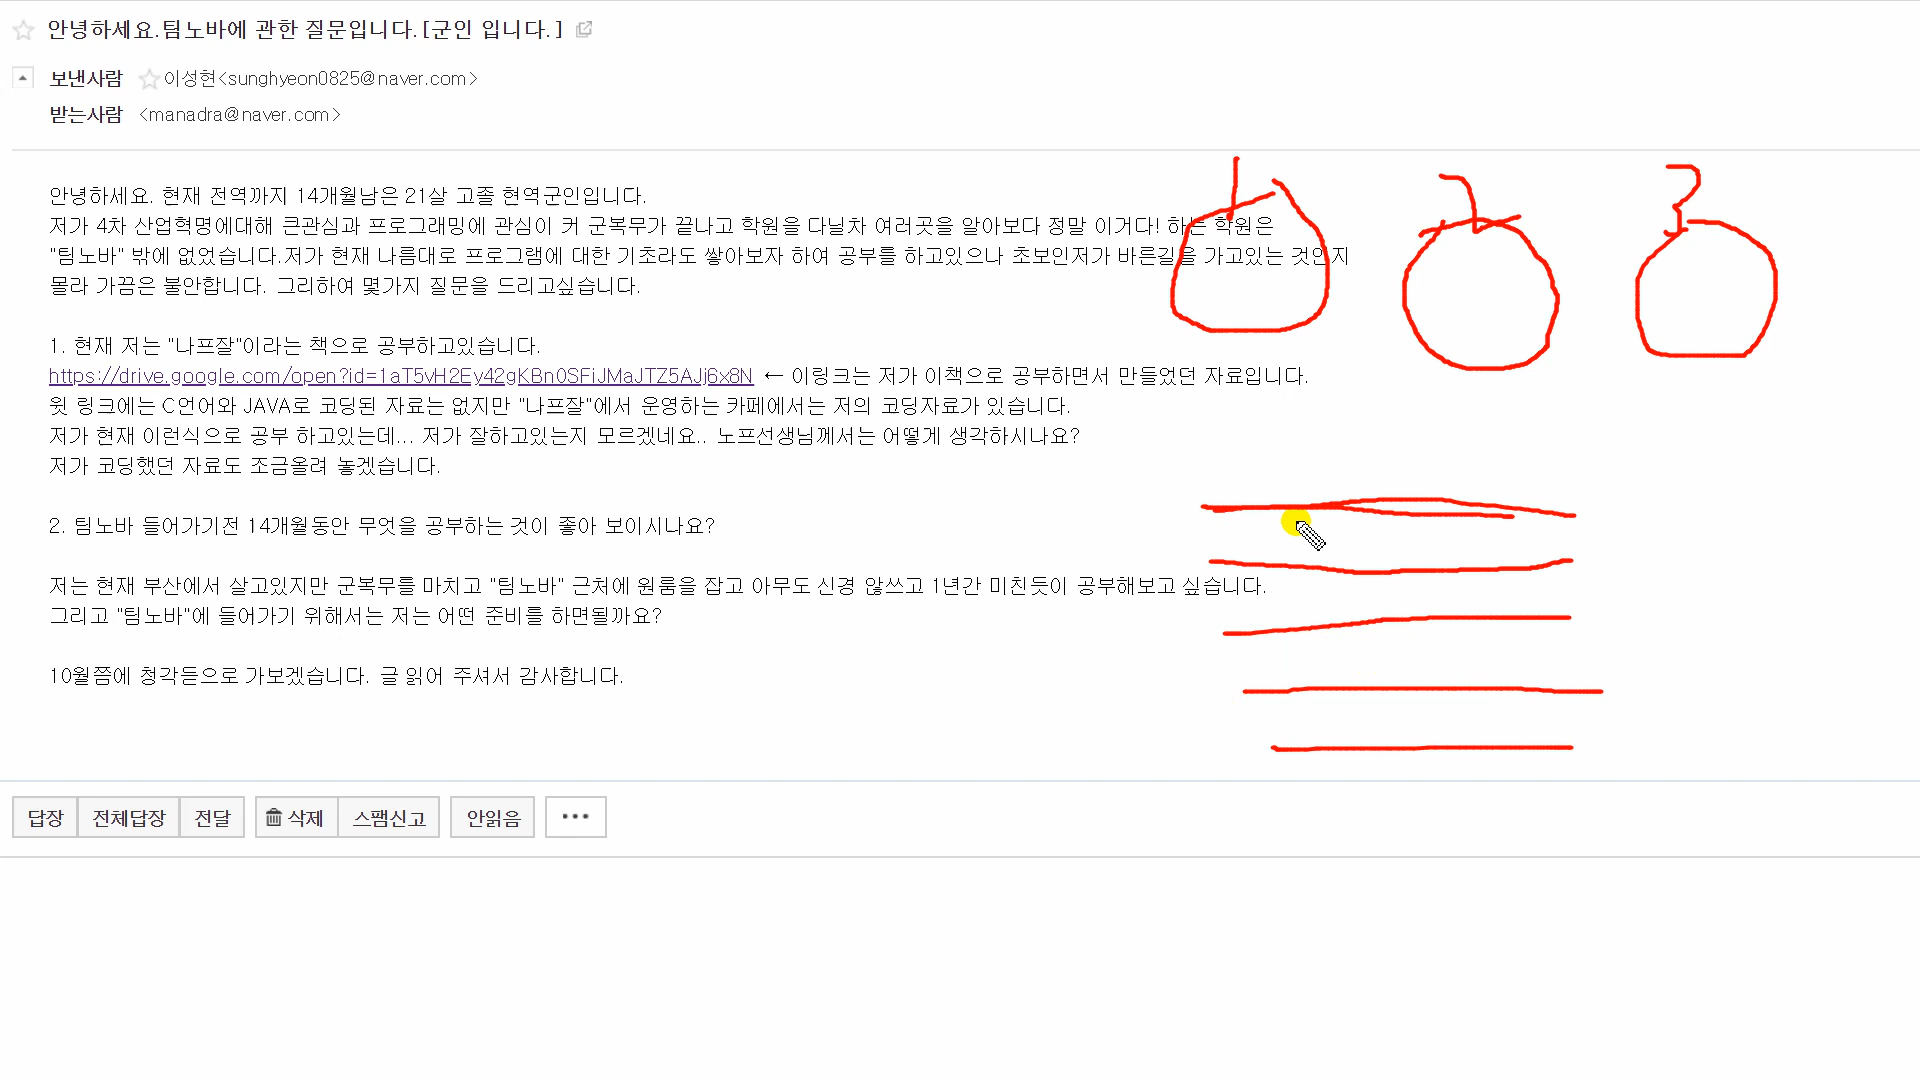 안녕하세요.팀노바에 관한 질문입니다.[군인 입니다.]
보낸사람 이성현<sunghyeon0825@naver.com>
받는사람 <manadra@naver.com>
안녕하세요. 현재 전역까지 14개월남은 21살 고졸 현역군인입니다.
저가 4차 산업혁명에대해 큰관심과 프로그래밍에 관심이 커 군복무가 끝나고 학원을 다닐차 여러곳을 알아보다 정말 이거다! 하는 학원은
"팀노바" 밖에 없었습니다.저가 현재 나름대로 프로그램에 대한 기초라도 쌓아보자 하여 공부를 하고있으나 초보인저가 바른길을 가고있는 것인지
몰라 가끔은 불안합니다. 그리하여 몇가지 질문을 드리고싶습니다.
1. 현재 저는 "나프잘"이라는 책으로 공부하고있습니다.
https://drive.google.com/open?id=1aT5vH2Ey42gKBn0SFiJMaJTZ5AJj6x8N ← 이링크는 저가 이책으로 공부하면서 만들었던 자료입니다.
윗 링크에는 C언어와 JAVA로 코딩된 자료는 없지만 "나프잘"에서 운영하는 카페에서는 저의 코딩자료가 있습니다.
저가 현재 이런식으로 공부 하고있는데... 저가 잘하고있는지 모르겠네요.. 노프선생님께서는 어떻게 생각하시나요?
저가 코딩했던 자료도 조금올려 놓겠습니다.
2. 팀노바 들어가기전 14개월동안 무엇을 공부하는 것이 좋아 보이시나요?
저는 현재 부산에서 살고있지만 군복무를 마치고 "팀노바" 근처에 원룸을 잡고 아무도 신경 않쓰고 1년간 미친듯이 공부해보고 싶습니다.
그리고 "팀노바"에 들어가기 위해서는 저는 어떤 준비를 하면될까요?
10월쯤에 청각듣으로 가보겠습니다. 글 읽어 주셔서 감사합니다.
답장 전체답장 전달 삭제 스팸신고 안읽음 •••
1 2 3